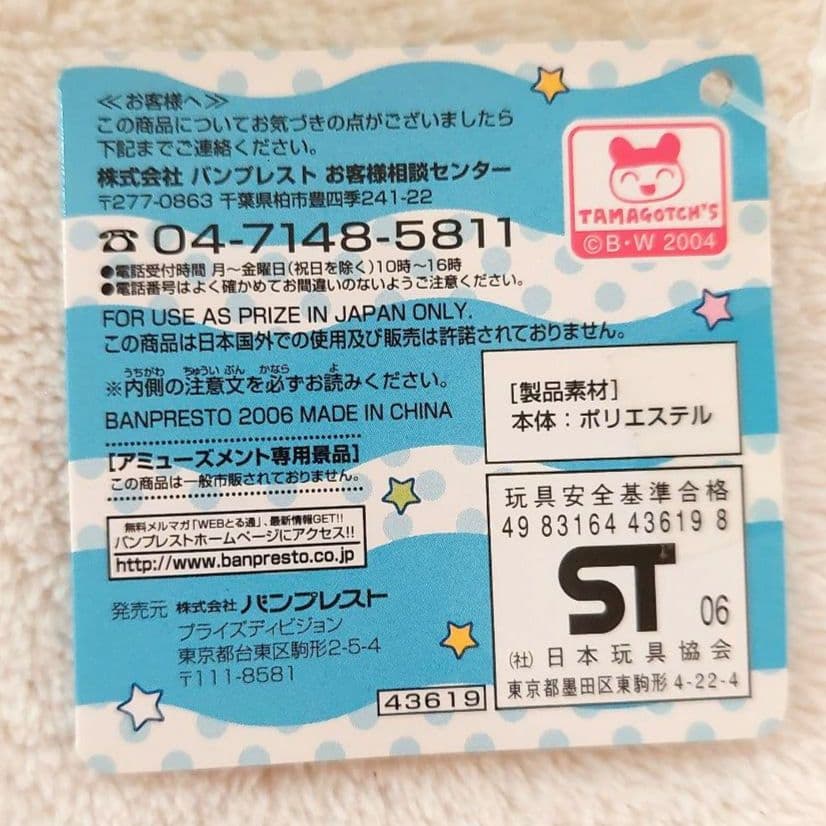 ≪お客様へ≫
この商品についてお気づきの点がございましたら
下記までご連絡ください。
株式会社 バンプレスト お客様相談センター
〒277-0863 千葉県柏市豊四季241-22
☎ 04-7148-5811
●電話受付時間 月～金曜日(祝日を除く)10時～16時
●電話番号はよく確かめてお間違いのないようご注意ください。
TAMAGOTCH'S
©B・W 2004
FOR USE AS PRIZE IN JAPAN ONLY.
この商品は日本国外での使用及び販売は許諾されておりません。
うちがわ ちゅうい ぶん かなら よ
※内側の注意文を必ずお読みください。
BANPRESTO 2006 MADE IN CHINA
[アミューズメント専用景品]
この商品は一般市販されておりません。
無料メルマガ「WEBとる通」、最新情報GET!!
バンプレストホームページにアクセス!!
http://www.banpresto.co.jp
発売元 株式会社 バンプレスト
プライズディビジョン
東京都台東区駒形2-5-4
〒111-8581
43619
[製品素材]
本体：ポリエステル
玩具安全基準合格
49 83164 43619 8
ST 06
(社)日本玩具協会
東京都墨田区東駒形4-22-4